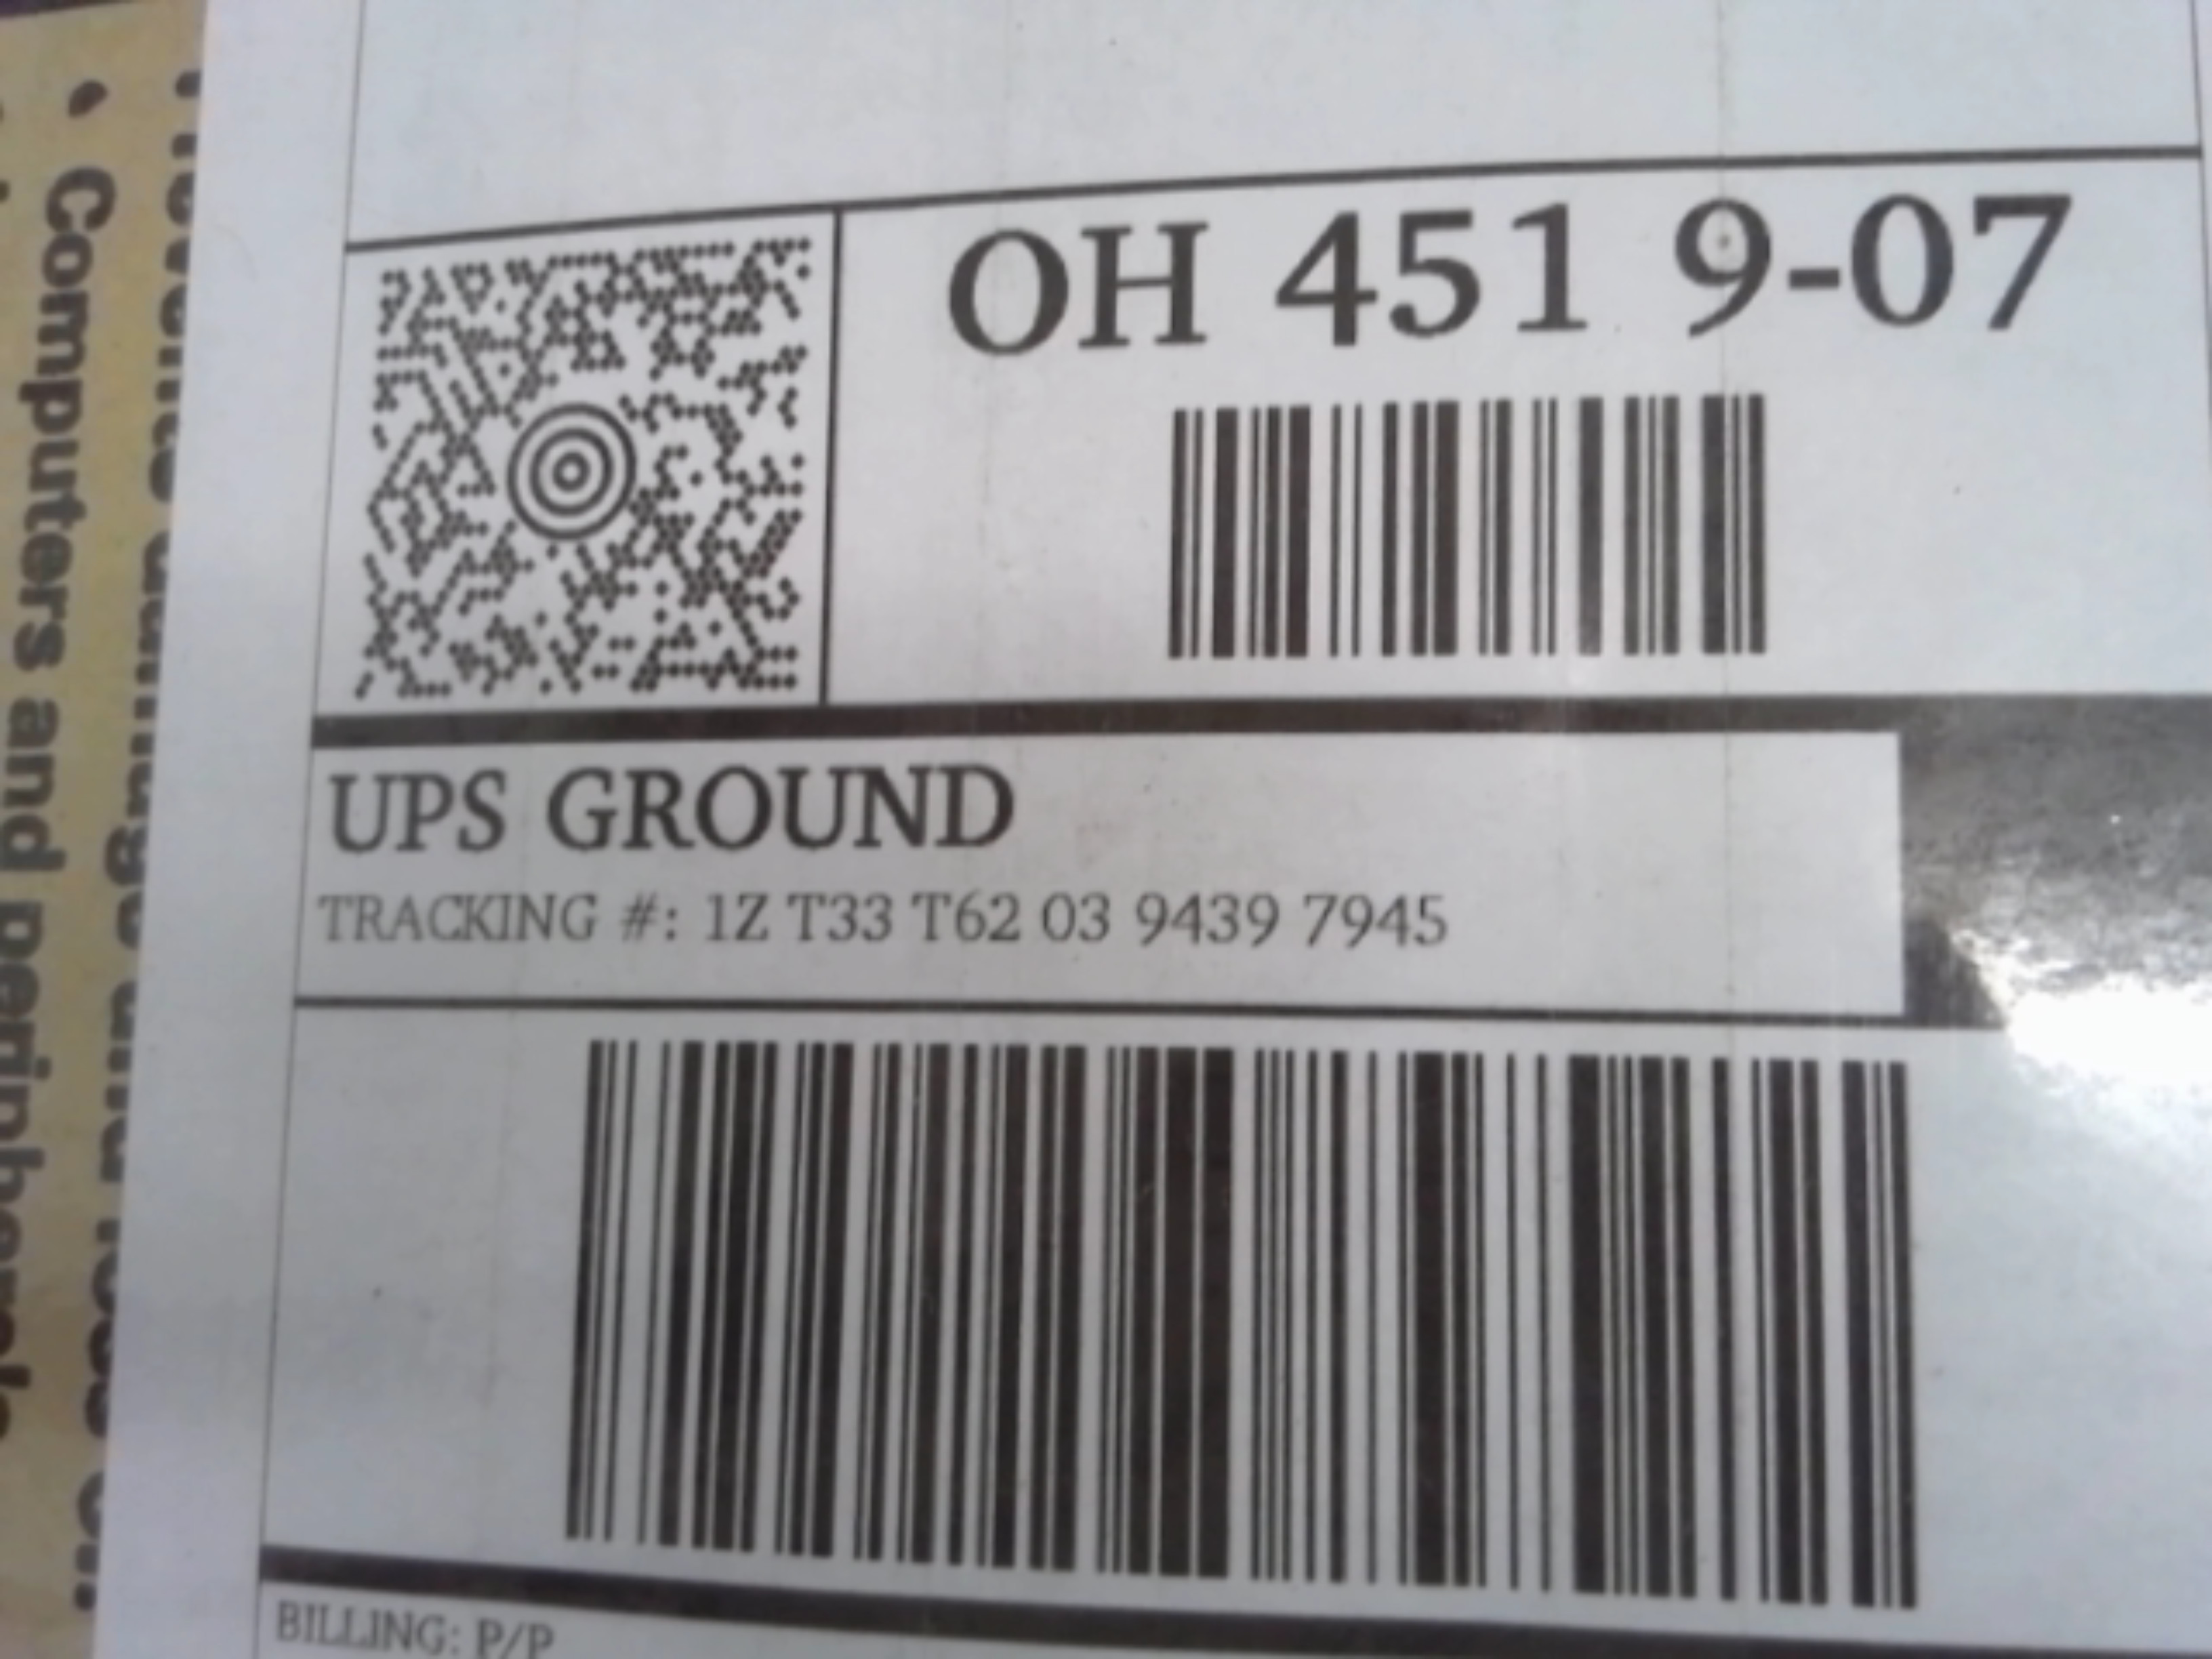 OH 451 9-07
UPS GROUND
TRACKING #: 1Z T33 T62 03 9439 7945
BILLING: P/P
• Computers and peripherals